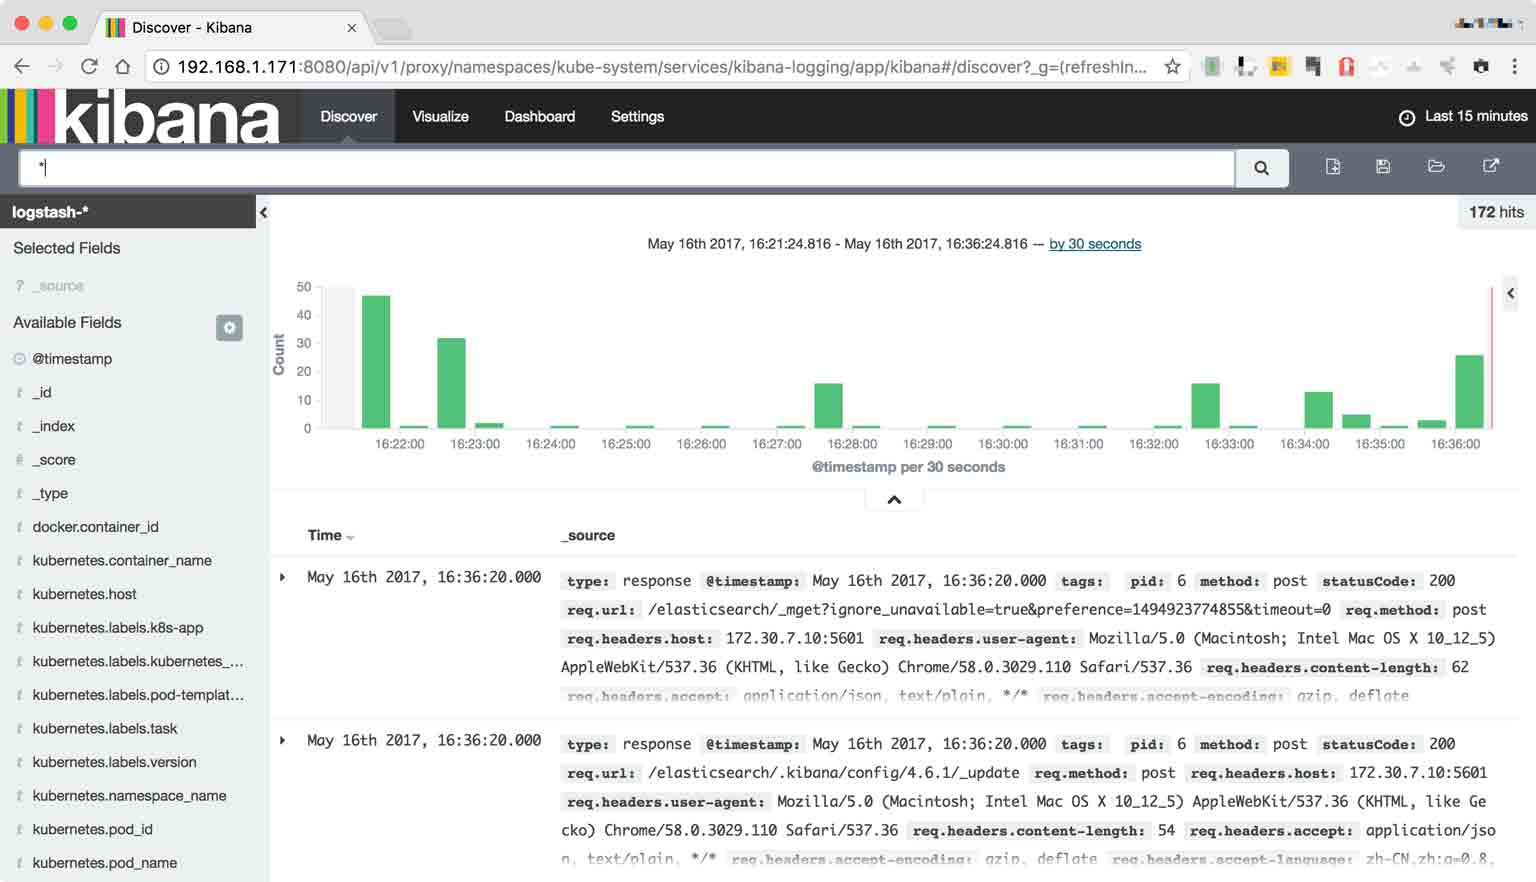 Discover - Kibana
192.168.1.171:8080/api/v1/proxy/namespaces/kube-system/services/kibana-logging/app/kibana#/discover?_g=(refreshIn...
kibana Discover Visualize Dashboard Settings Last 15 minutes
*
logstash-*
172 hits
Selected Fields
? _source
Available Fields
@timestamp
t _id
t _index
# _score
t _type
t docker.container_id
t kubernetes.container_name
t kubernetes.host
t kubernetes.labels.k8s-app
t kubernetes.labels.kubernetes_...
t kubernetes.labels.pod-templat...
t kubernetes.labels.task
t kubernetes.labels.version
t kubernetes.namespace_name
t kubernetes.pod_id
t kubernetes.pod_name
May 16th 2017, 16:21:24.816 - May 16th 2017, 16:36:24.816 — by 30 seconds
Count
50
40
30
20
10
0
16:22:00 16:23:00 16:24:00 16:25:00 16:26:00 16:27:00 16:28:00 16:29:00 16:30:00 16:31:00 16:32:00 16:33:00 16:34:00 16:35:00 16:36:00
@timestamp per 30 seconds
Time _source
May 16th 2017, 16:36:20.000 type: response @timestamp: May 16th 2017, 16:36:20.000 tags: pid: 6 method: post statusCode: 200
req.url: /elasticsearch/_mget?ignore_unavailable=true&preference=1494923774855&timeout=0 req.method: post
req.headers.host: 172.30.7.10:5601 req.headers.user-agent: Mozilla/5.0 (Macintosh; Intel Mac OS X 10_12_5)
AppleWebKit/537.36 (KHTML, like Gecko) Chrome/58.0.3029.110 Safari/537.36 req.headers.content-length: 62
req.headers.accept: application/json, text/plain, */* req.headers.accept-encoding: gzip, deflate
May 16th 2017, 16:36:20.000 type: response @timestamp: May 16th 2017, 16:36:20.000 tags: pid: 6 method: post statusCode: 200
req.url: /elasticsearch/.kibana/config/4.6.1/_update req.method: post req.headers.host: 172.30.7.10:5601
req.headers.user-agent: Mozilla/5.0 (Macintosh; Intel Mac OS X 10_12_5) AppleWebKit/537.36 (KHTML, like Ge
cko) Chrome/58.0.3029.110 Safari/537.36 req.headers.content-length: 54 req.headers.accept: application/jso
n, text/plain, */* req.headers.accept-encoding: gzip, deflate req.headers.accept-language: zh-CN,zh;q=0.8,